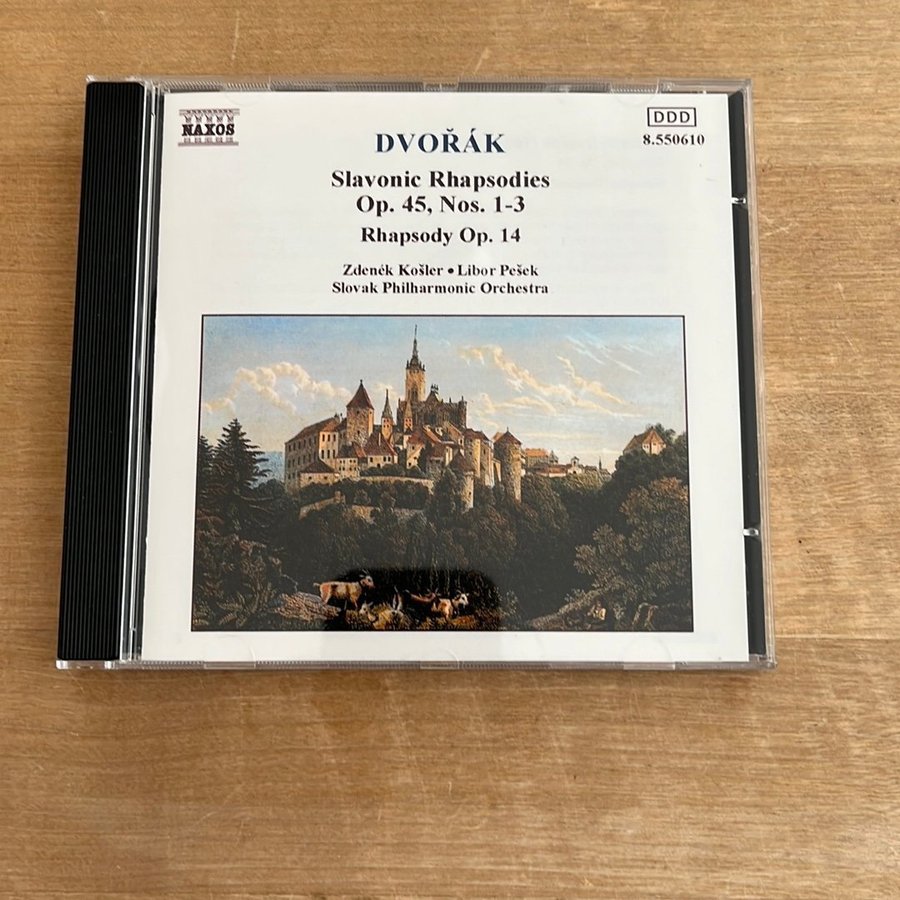 NAXOS
DDD
8.550610
DVOŘÁK
Slavonic Rhapsodies
Op. 45, Nos. 1-3
Rhapsody Op. 14
Zdenék Košler • Libor Pešek
Slovak Philharmonic Orchestra